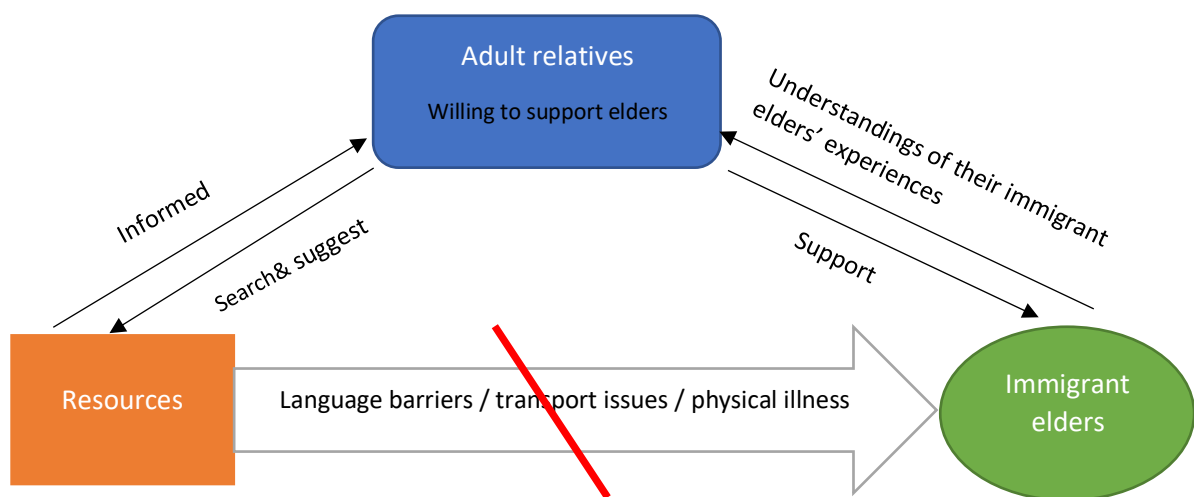 Adult relatives
Willing to support elders
Understandings of their immigrant
elders’ experiences
Informed
Search& suggest
Support
Resources
Language barriers / transport issues / physical illness
Immigrant
elders